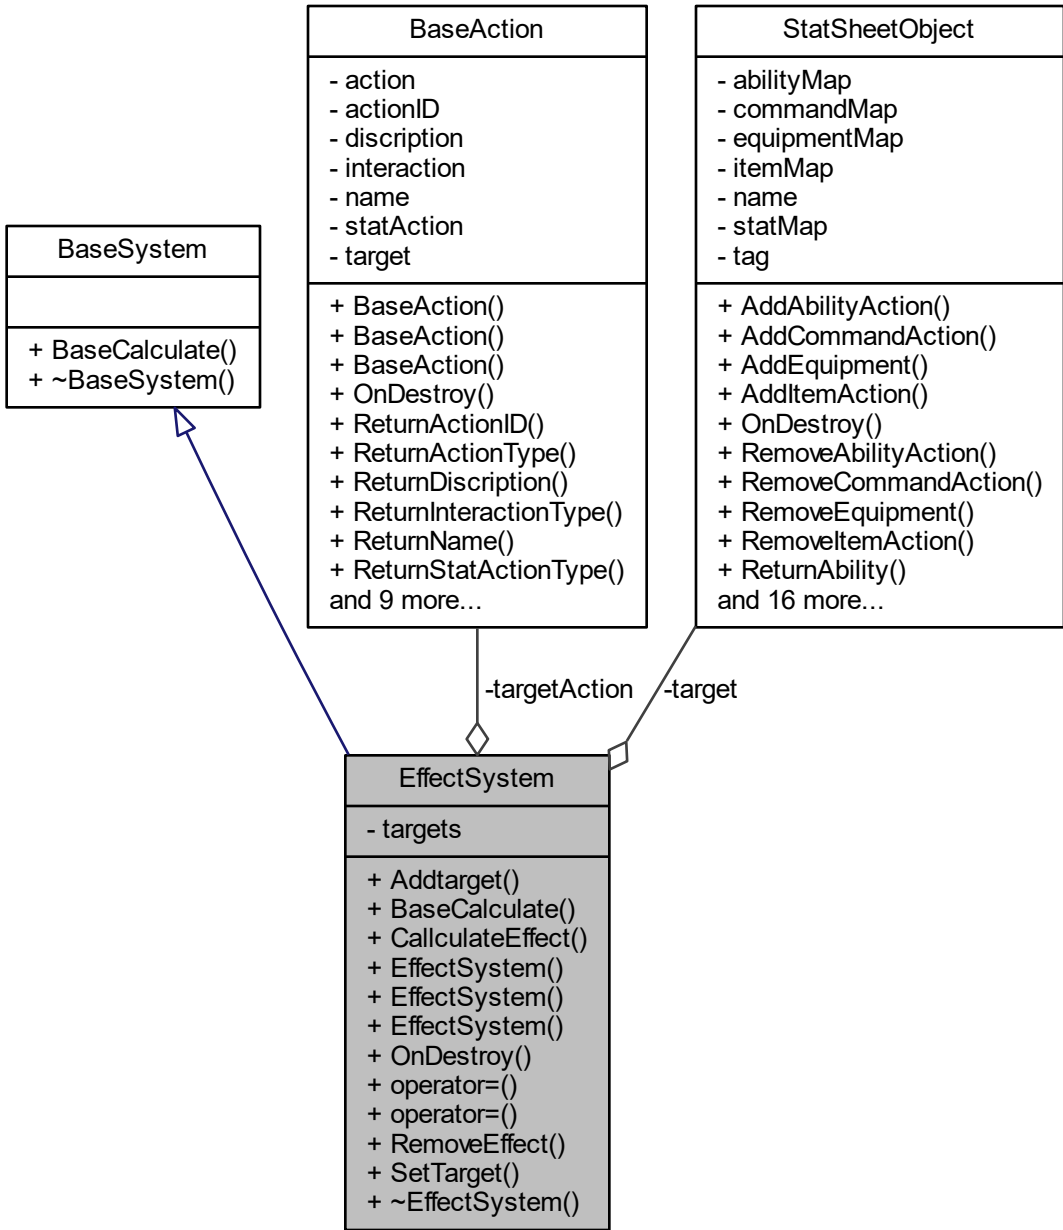 BaseAction
- action
- actionID
- discription
- interaction
- name
- statAction
- target
+ BaseAction()
+ BaseAction()
+ BaseAction()
+ OnDestroy()
+ ReturnActionID()
+ ReturnActionType()
+ ReturnDiscription()
+ ReturnInteractionType()
+ ReturnName()
+ ReturnStatActionType()
and 9 more...
StatSheetObject
- abilityMap
- commandMap
- equipmentMap
- itemMap
- name
- statMap
- tag
+ AddAbilityAction()
+ AddCommandAction()
+ AddEquipment()
+ AddItemAction()
+ OnDestroy()
+ RemoveAbilityAction()
+ RemoveCommandAction()
+ RemoveEquipment()
+ RemoveItemAction()
+ ReturnAbility()
and 16 more...
BaseSystem
+ BaseCalculate()
+ ~BaseSystem()
-targetAction
-target
EffectSystem
- targets
+ Addtarget()
+ BaseCalculate()
+ CallculateEffect()
+ EffectSystem()
+ EffectSystem()
+ EffectSystem()
+ OnDestroy()
+ operator=()
+ operator=()
+ RemoveEffect()
+ SetTarget()
+ ~EffectSystem()